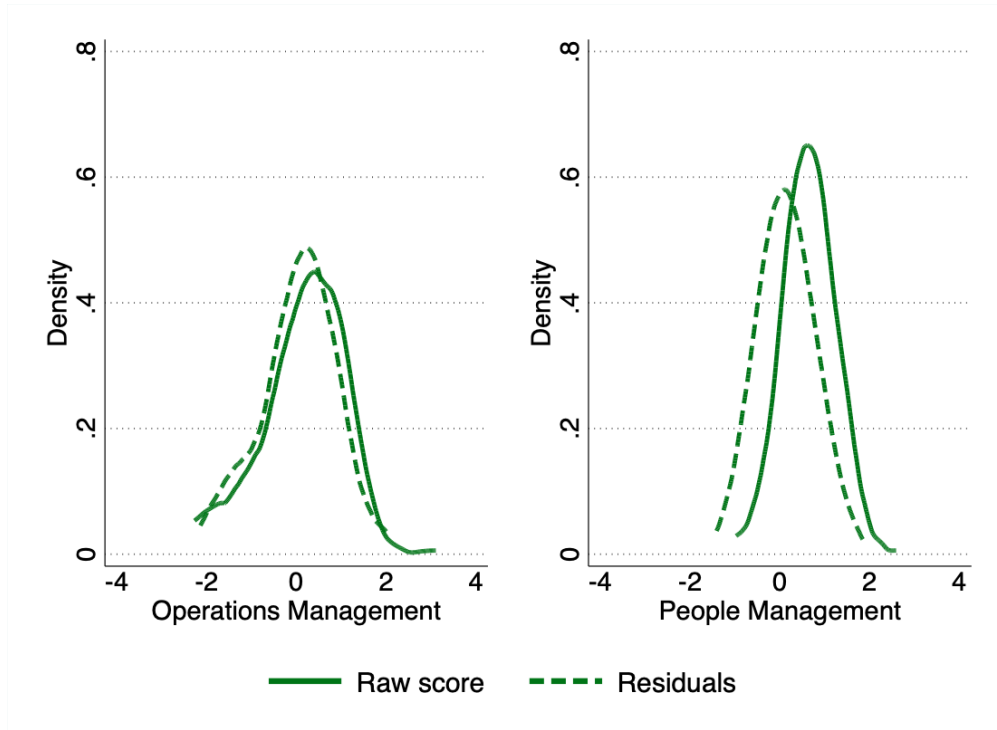 .8
.6
.4
.2
0
Density
-4 -2 0 2 4
Operations Management
.8
.6
.4
.2
0
Density
-4 -2 0 2 4
People Management
Raw score Residuals